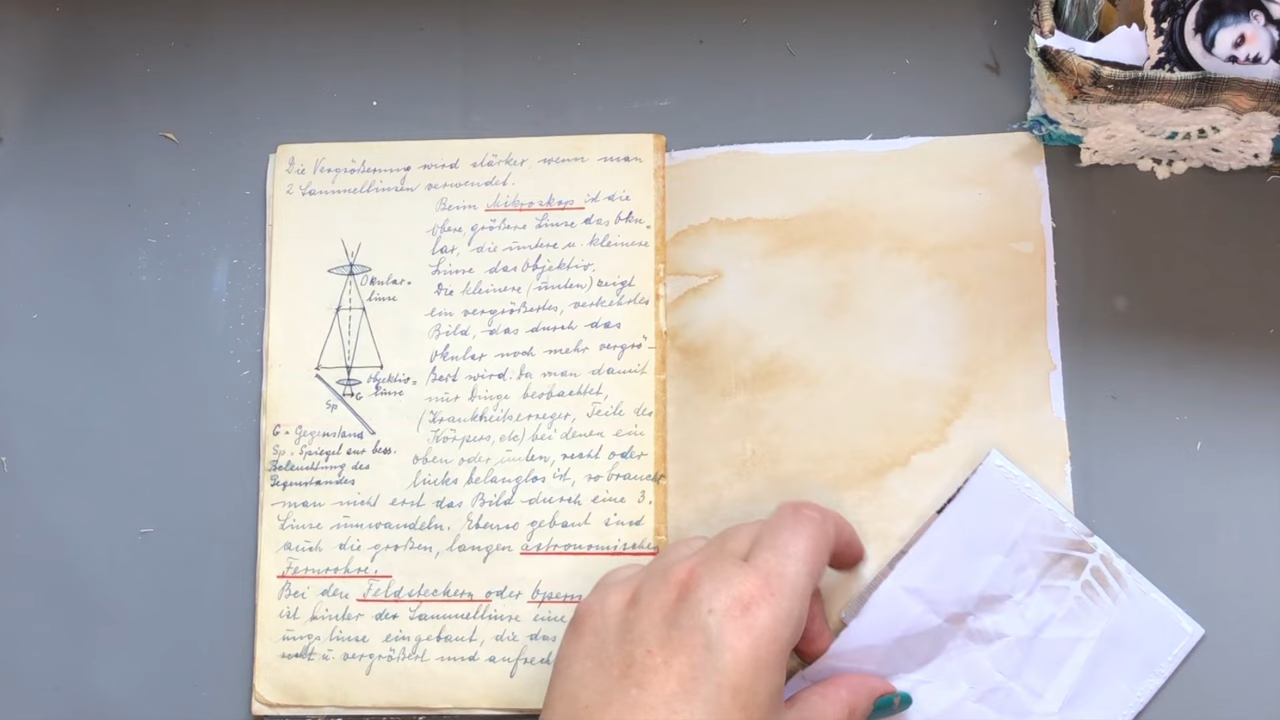 Die Vergrößerung wird stärker, wenn man
2 Sammellinsen verwendet.
Beim Mikroskop ist die
obere, größere Linse das Oku=
lar, die untere u. kleinere
Linse das Objektiv.
Die kleinere (unten) zeigt
ein vergrößertes, verkehrtes
Bild, das durch das
Okular noch mehr vergrö-
ßert wird. Da man damit
nur Dinge beobachtet,
(Krankheitserreger, Teile des
Körpers, etc) bei denen ein
oben oder unten, recht oder
links belanglos ist, so braucht
man nicht erst das Bild durch eine 3.
Linse umwandeln. Ebenso gebaut sind
auch die großen, langen astronomischen
Fernrohre.
Bei den Feldstechern oder Opern
ist hinter der Sammellinse eine
ungslinse eingebaut, die das
u. vergrößert und aufrech
Okular=
linse
Objektiv=
linse
G
Sp
G = Gegenstand
Sp = Spiegel zur bess.
Beleuchtung des
Gegenstandes